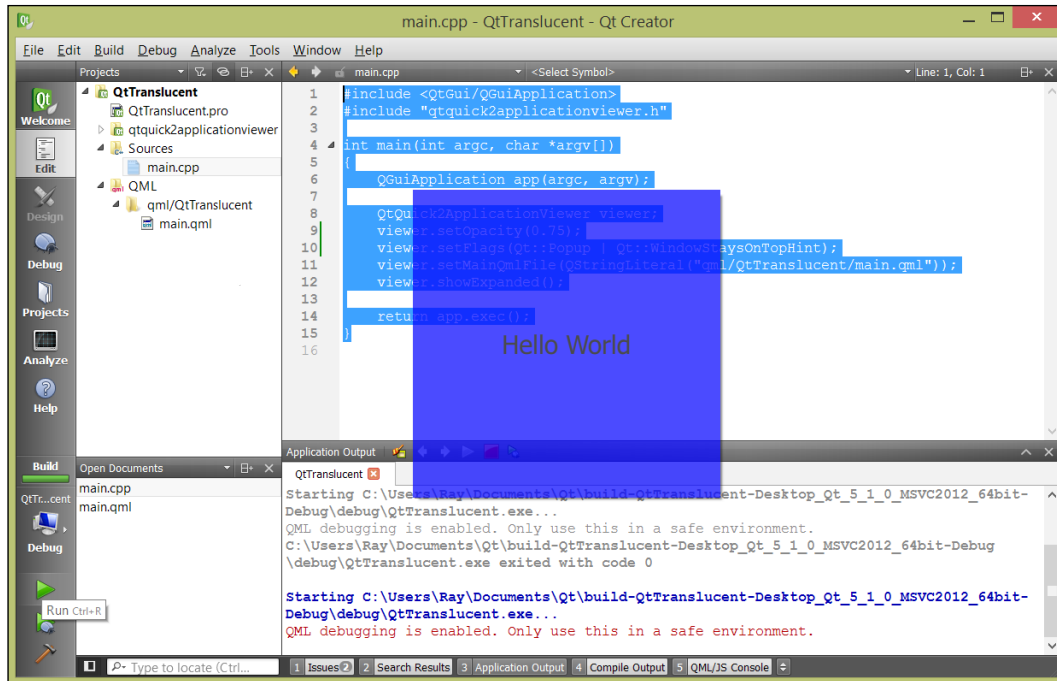 main.cpp - QtTranslucent - Qt Creator
File Edit Build Debug Analyze Tools Window Help
Projects
main.cpp
<Select Symbol>
Line: 1, Col: 1
Qt
Welcome
Edit
Design
Debug
Projects
Analyze
Help
QtTranslucent
QtTranslucent.pro
qtquick2applicationviewer
Sources
main.cpp
QML
qml/QtTranslucent
main.qml
1 #include <QtGui/QGuiApplication>
2 #include "qtquick2applicationviewer.h"
3
4 int main(int argc, char *argv[])
5 {
6 QGuiApplication app(argc, argv);
7
8 QtQuick2ApplicationViewer viewer;
9 viewer.setOpacity(0.75);
10 viewer.setFlags(Qt::Popup | Qt::WindowStaysOnTopHint);
11 viewer.setMainQmlFile(QStringLiteral("qml/QtTranslucent/main.qml"));
12 viewer.showExpanded();
13
14 return app.exec();
15 }
16
Hello World
Build
QtTr...cent
Debug
Run Ctrl+R
Open Documents
main.cpp
main.qml
Application Output
QtTranslucent
Starting C:\Users\Ray\Documents\Qt\build-QtTranslucent-Desktop_Qt_5_1_0_MSVC2012_64bit-
Debug\debug\QtTranslucent.exe...
QML debugging is enabled. Only use this in a safe environment.
C:\Users\Ray\Documents\Qt\build-QtTranslucent-Desktop_Qt_5_1_0_MSVC2012_64bit-Debug
\debug\QtTranslucent.exe exited with code 0
Starting C:\Users\Ray\Documents\Qt\build-QtTranslucent-Desktop_Qt_5_1_0_MSVC2012_64bit-
Debug\debug\QtTranslucent.exe...
QML debugging is enabled. Only use this in a safe environment.
Type to locate (Ctrl...
1 Issues 2 2 Search Results 3 Application Output 4 Compile Output 5 QML/JS Console